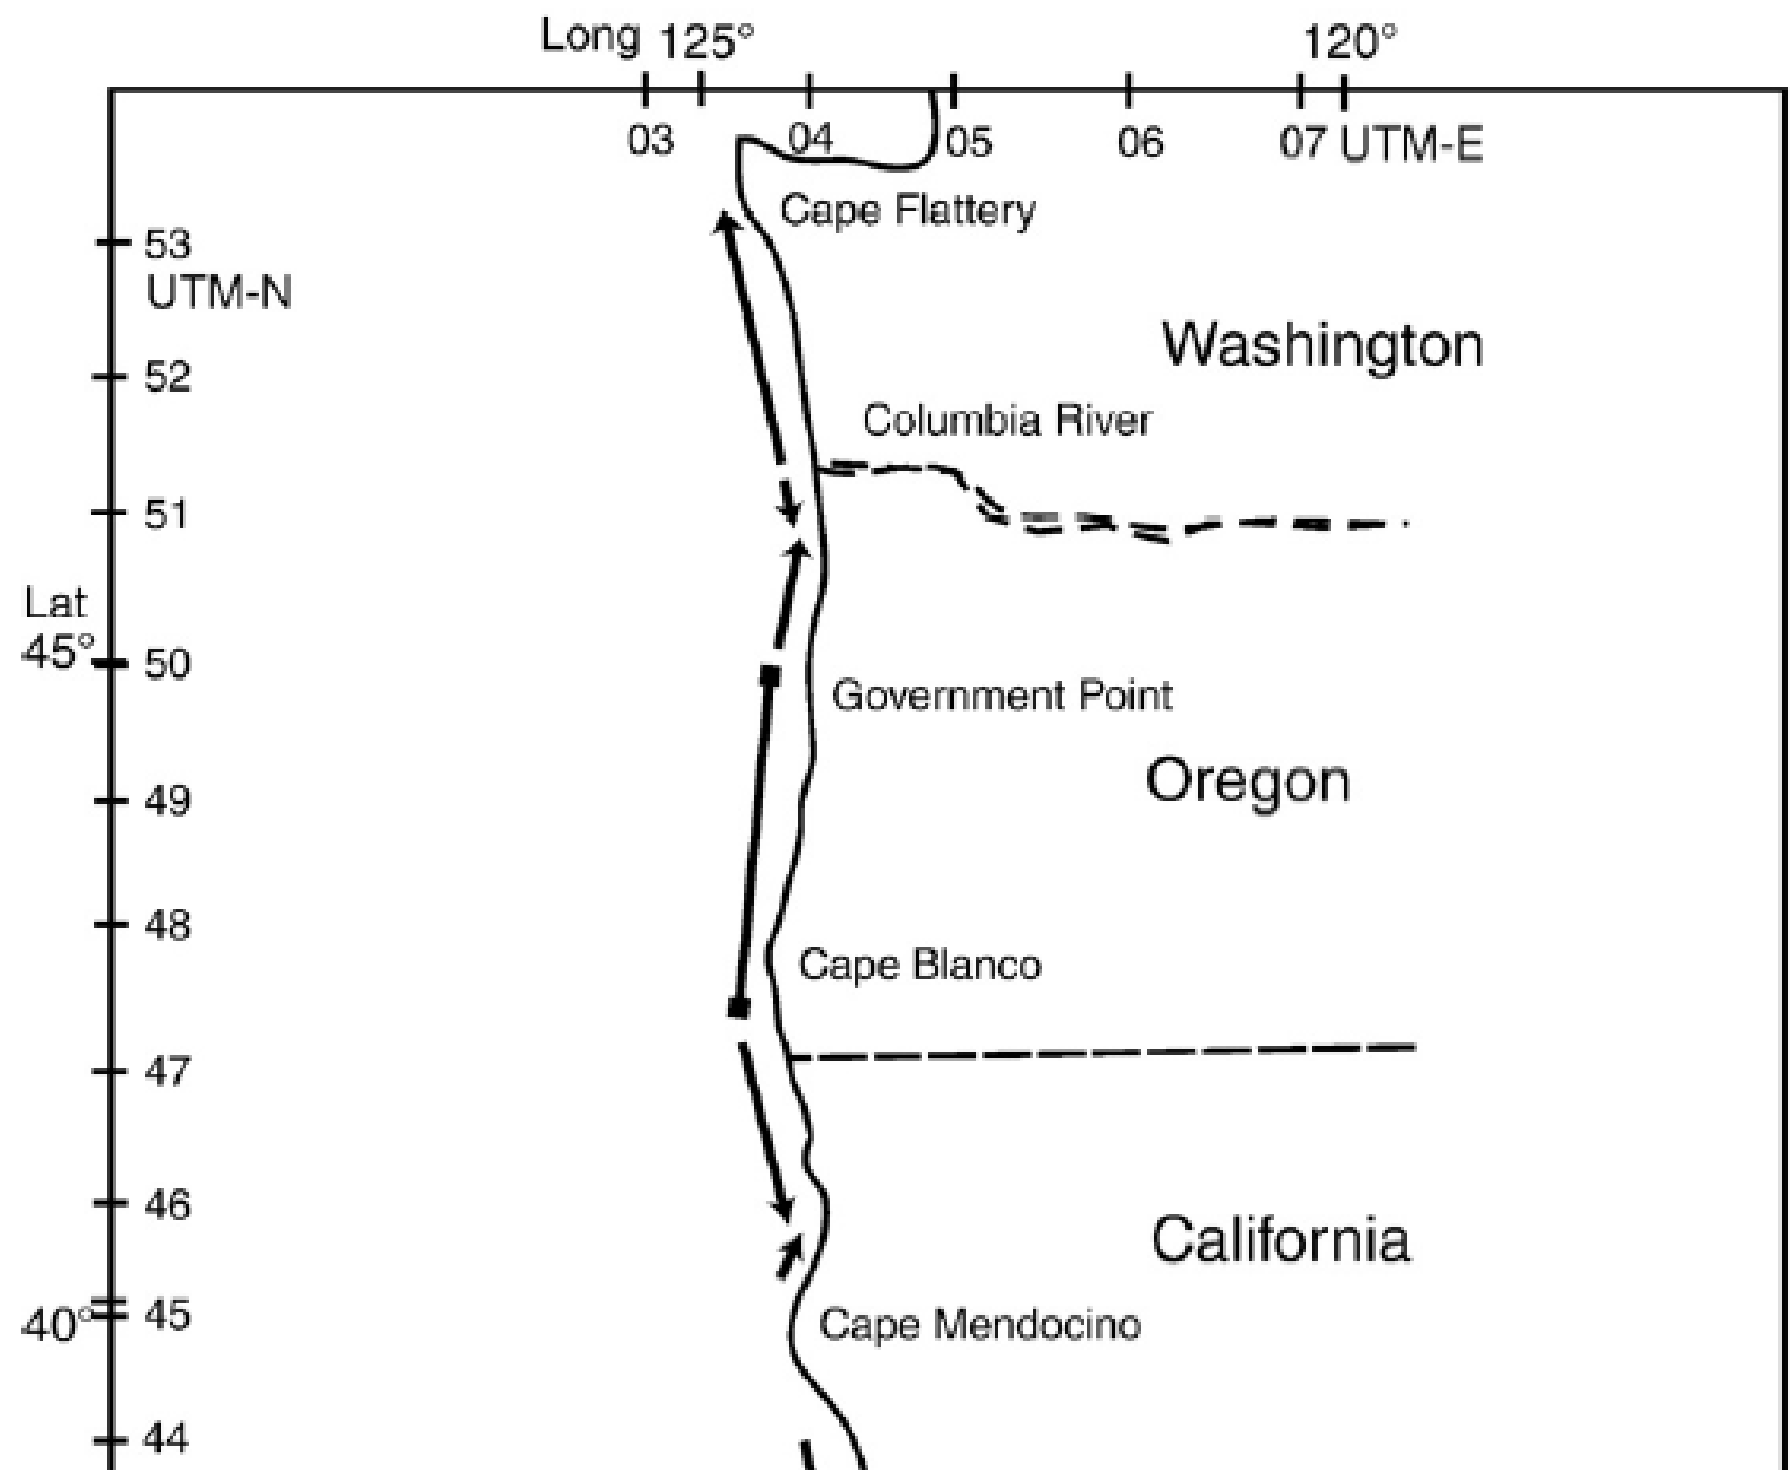 Long 125° 120°
03 04 05 06 07 UTM-E
Cape Flattery
53
UTM-N
Washington
52
Columbia River
51
Lat
45° 50
Government Point
Oregon
49
48
Cape Blanco
47
46
California
40° 45
Cape Mendocino
44